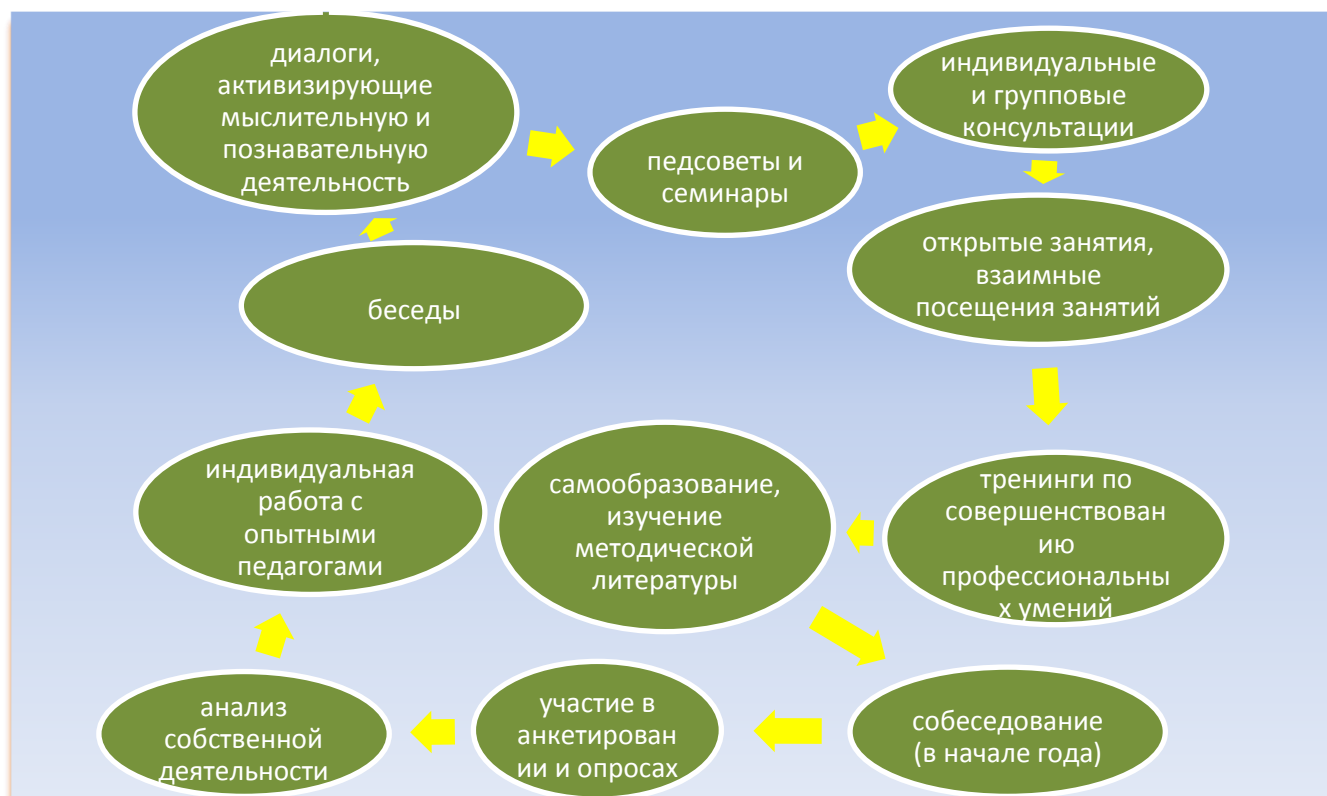 диалоги,
активизирующие
мыслительную и
познавательную
деятельность
педсоветы и
семинары
индивидуальные
и групповые
консультации
открытые занятия,
взаимные
посещения занятий
тренинги по
совершенствован
ию
профессиональны
х умений
самообразование,
изучение
методической
литературы
собеседование
(в начале года)
участие в
анкетирован
ии и опросах
анализ
собственной
деятельности
индивидуальная
работа с
опытными
педагогами
беседы